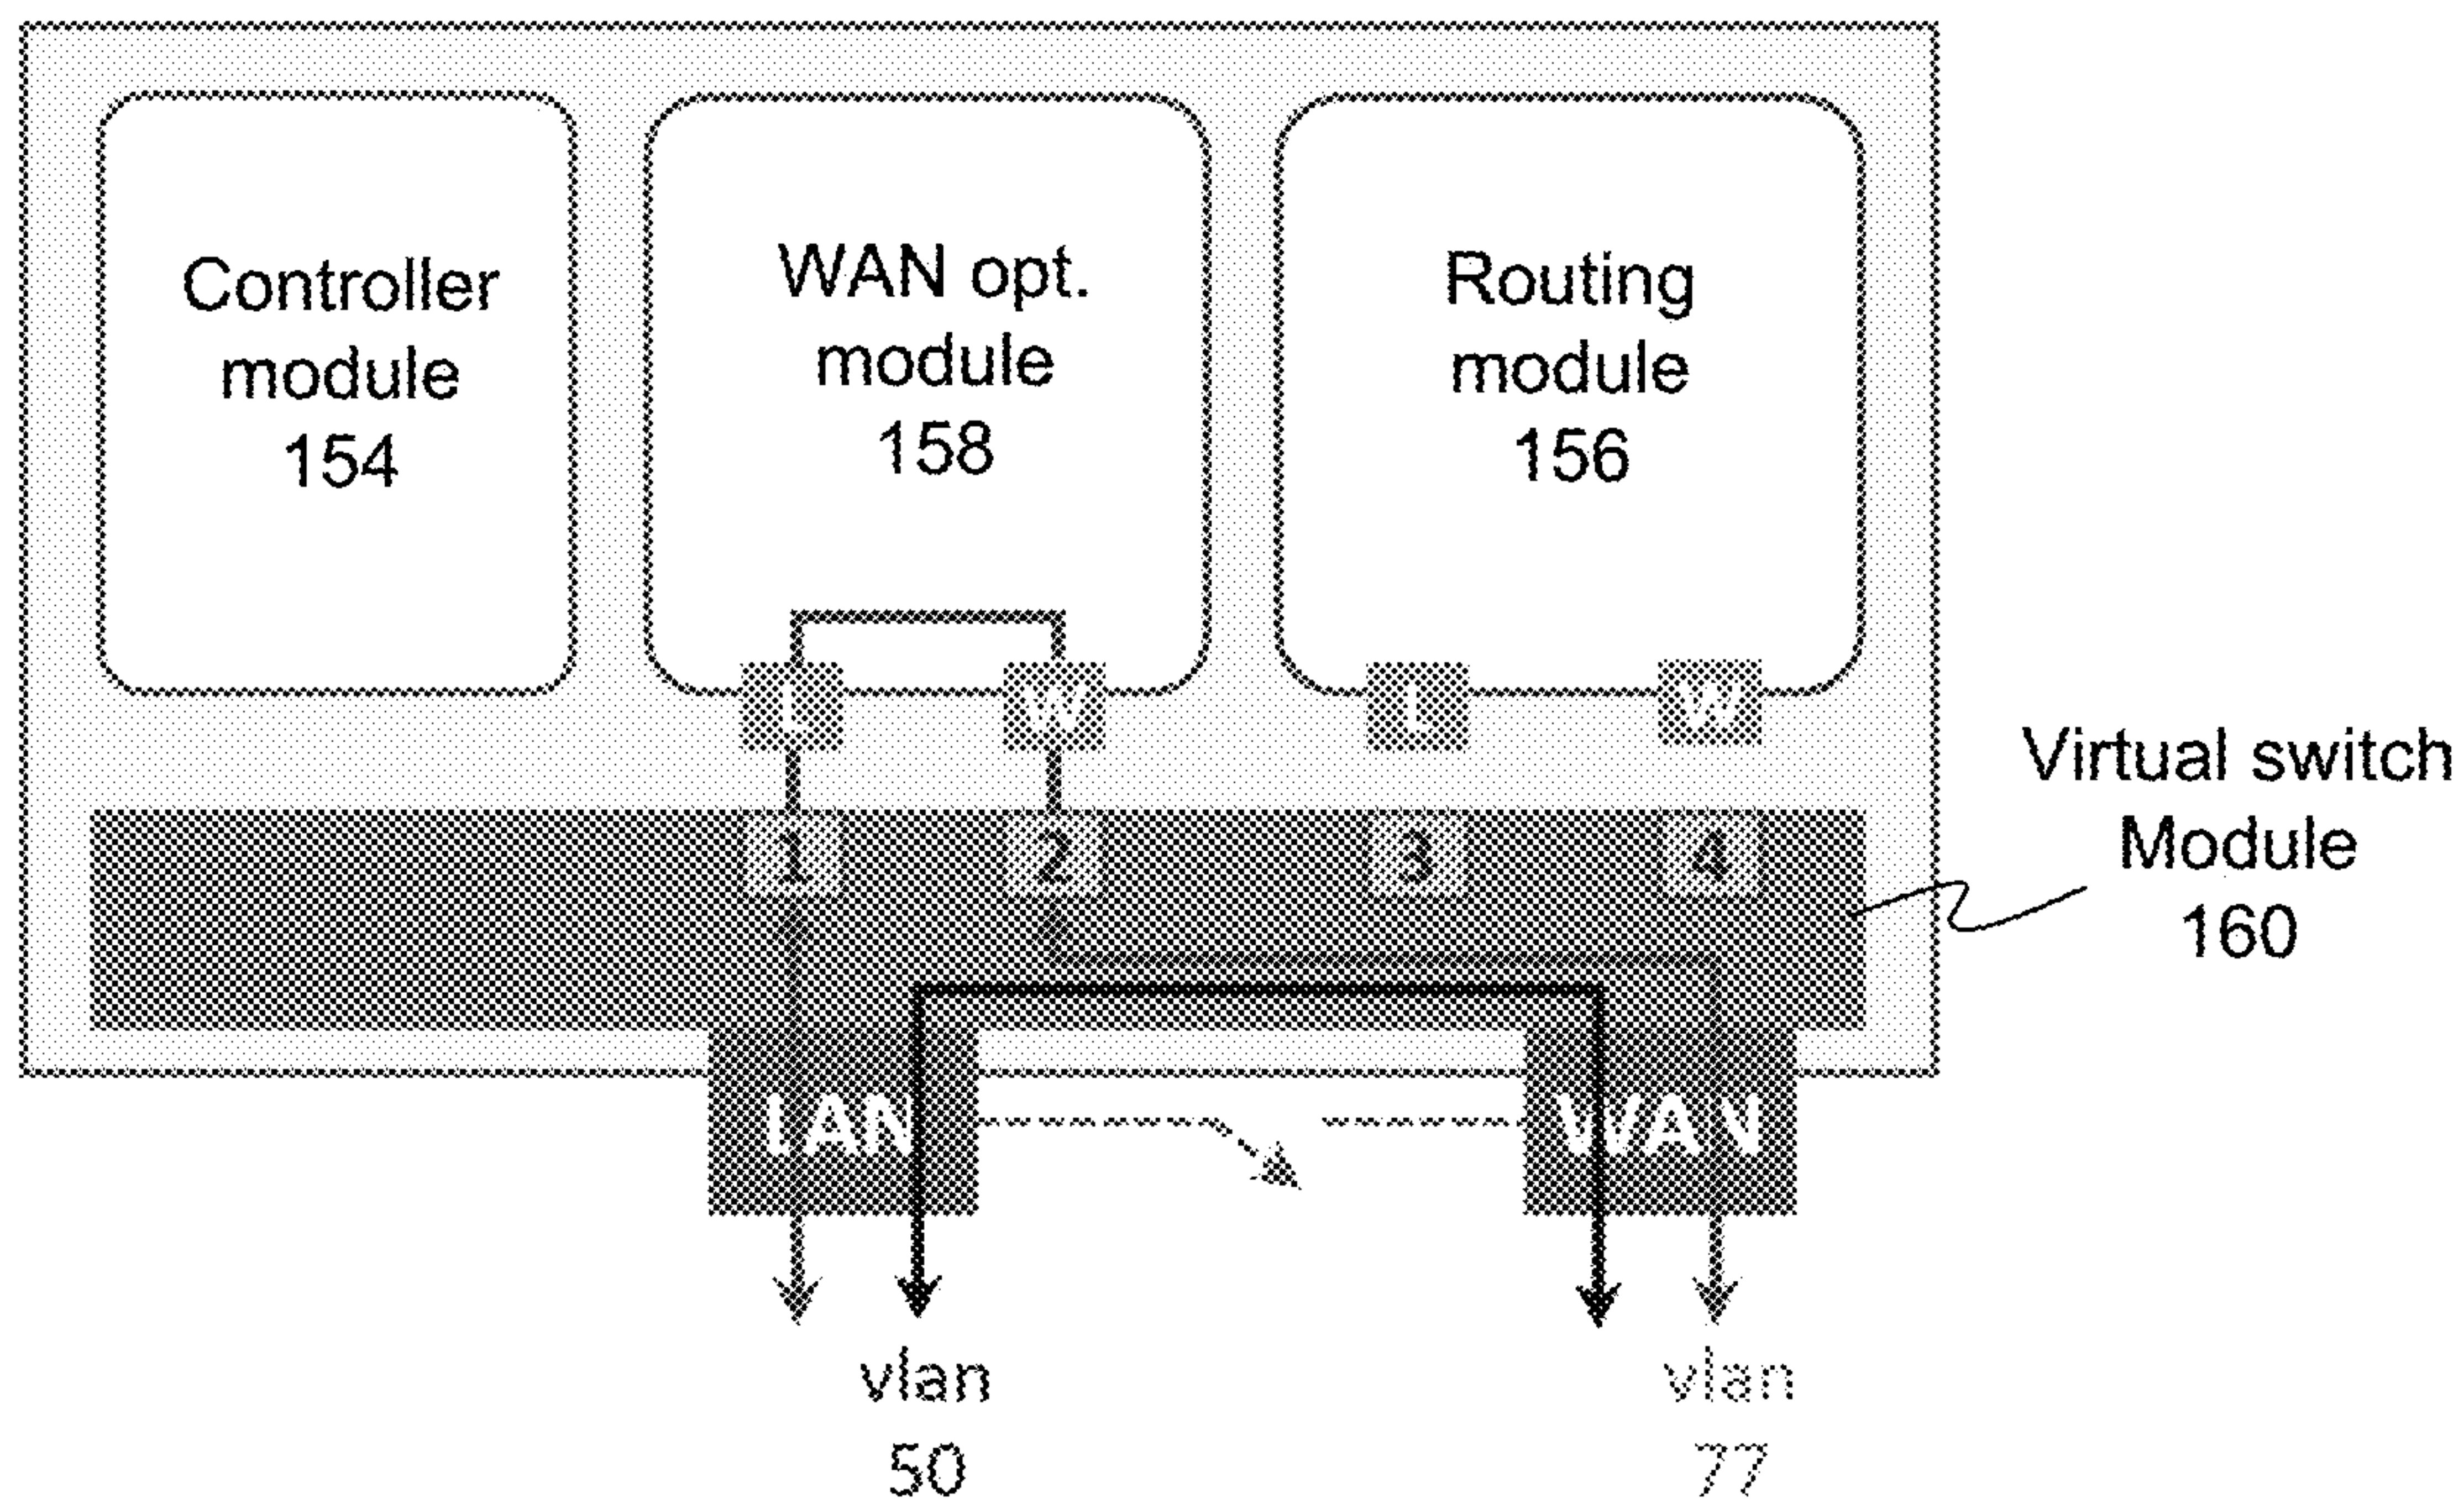 Controller
module
154
WAN opt.
module
158
Routing
module
156
L
W
L
W
Virtual switch
Module
160
1
2
3
4
LAN
WAN
vlan
50
vlan
77